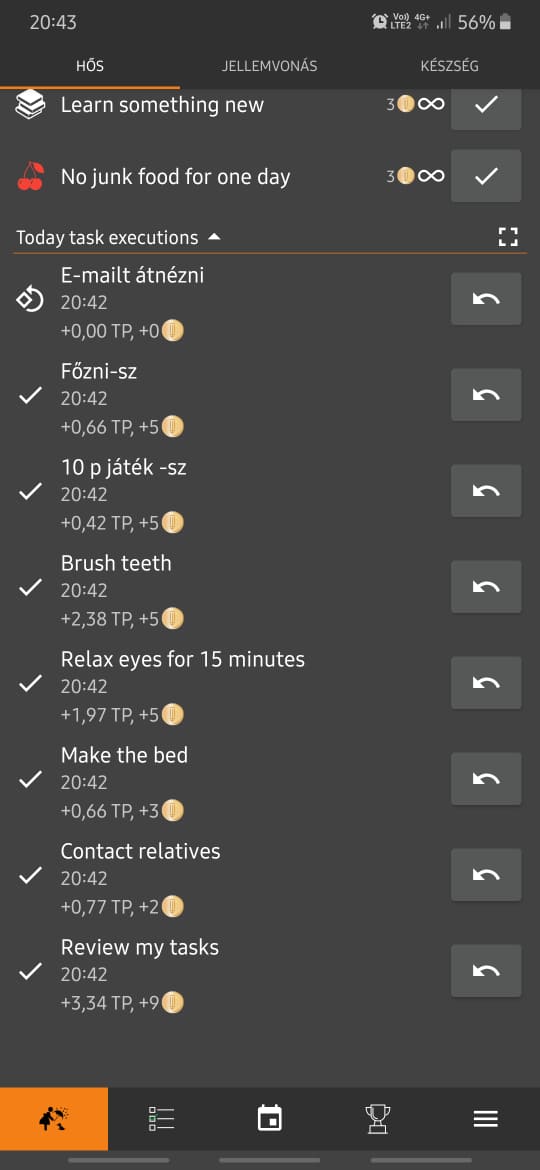 20:43 Vo)) LTE2 4G+ 56%
HŐS JELLEMVONÁS KÉSZSÉG
Learn something new 3 ∞
No junk food for one day 3 ∞
Today task executions
E-mailt átnézni
20:42
+0,00 TP, +0
Főzni-sz
20:42
+0,66 TP, +5
10 p játék -sz
20:42
+0,42 TP, +5
Brush teeth
20:42
+2,38 TP, +5
Relax eyes for 15 minutes
20:42
+1,97 TP, +5
Make the bed
20:42
+0,66 TP, +3
Contact relatives
20:42
+0,77 TP, +2
Review my tasks
20:42
+3,34 TP, +9